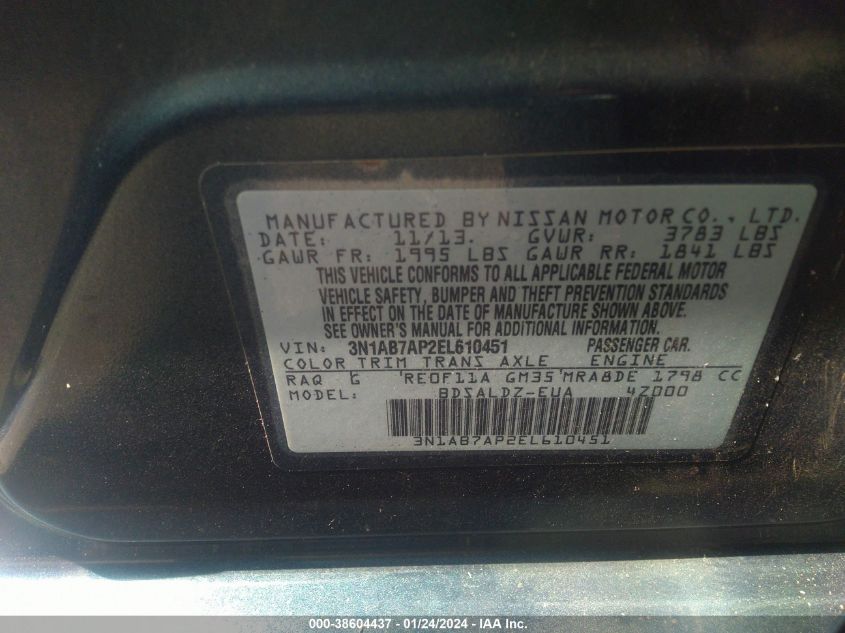 MANUFACTURED BY NISSAN MOTOR CO., LTD.
DATE: 11/13. GVWR: 3783 LBS
GAWR FR: 1995 LBS GAWR RR: 1841 LBS
THIS VEHICLE CONFORMS TO ALL APPLICABLE FEDERAL MOTOR
VEHICLE SAFETY, BUMPER AND THEFT PREVENTION STANDARDS
IN EFFECT ON THE DATE OF MANUFACTURE SHOWN ABOVE.
SEE OWNER'S MANUAL FOR ADDITIONAL INFORMATION.
VIN: 3N1AB7AP2EL610451 PASSENGER CAR.
COLOR TRIM TRANS AXLE ENGINE
RAQ G RE0F11A GM35 MRA8DE 1798 CC
MODEL: BDSALDZ-EUA 4Z000
3N1AB7AP2EL610451
000-38604437 - 01/24/2024 - IAA Inc.